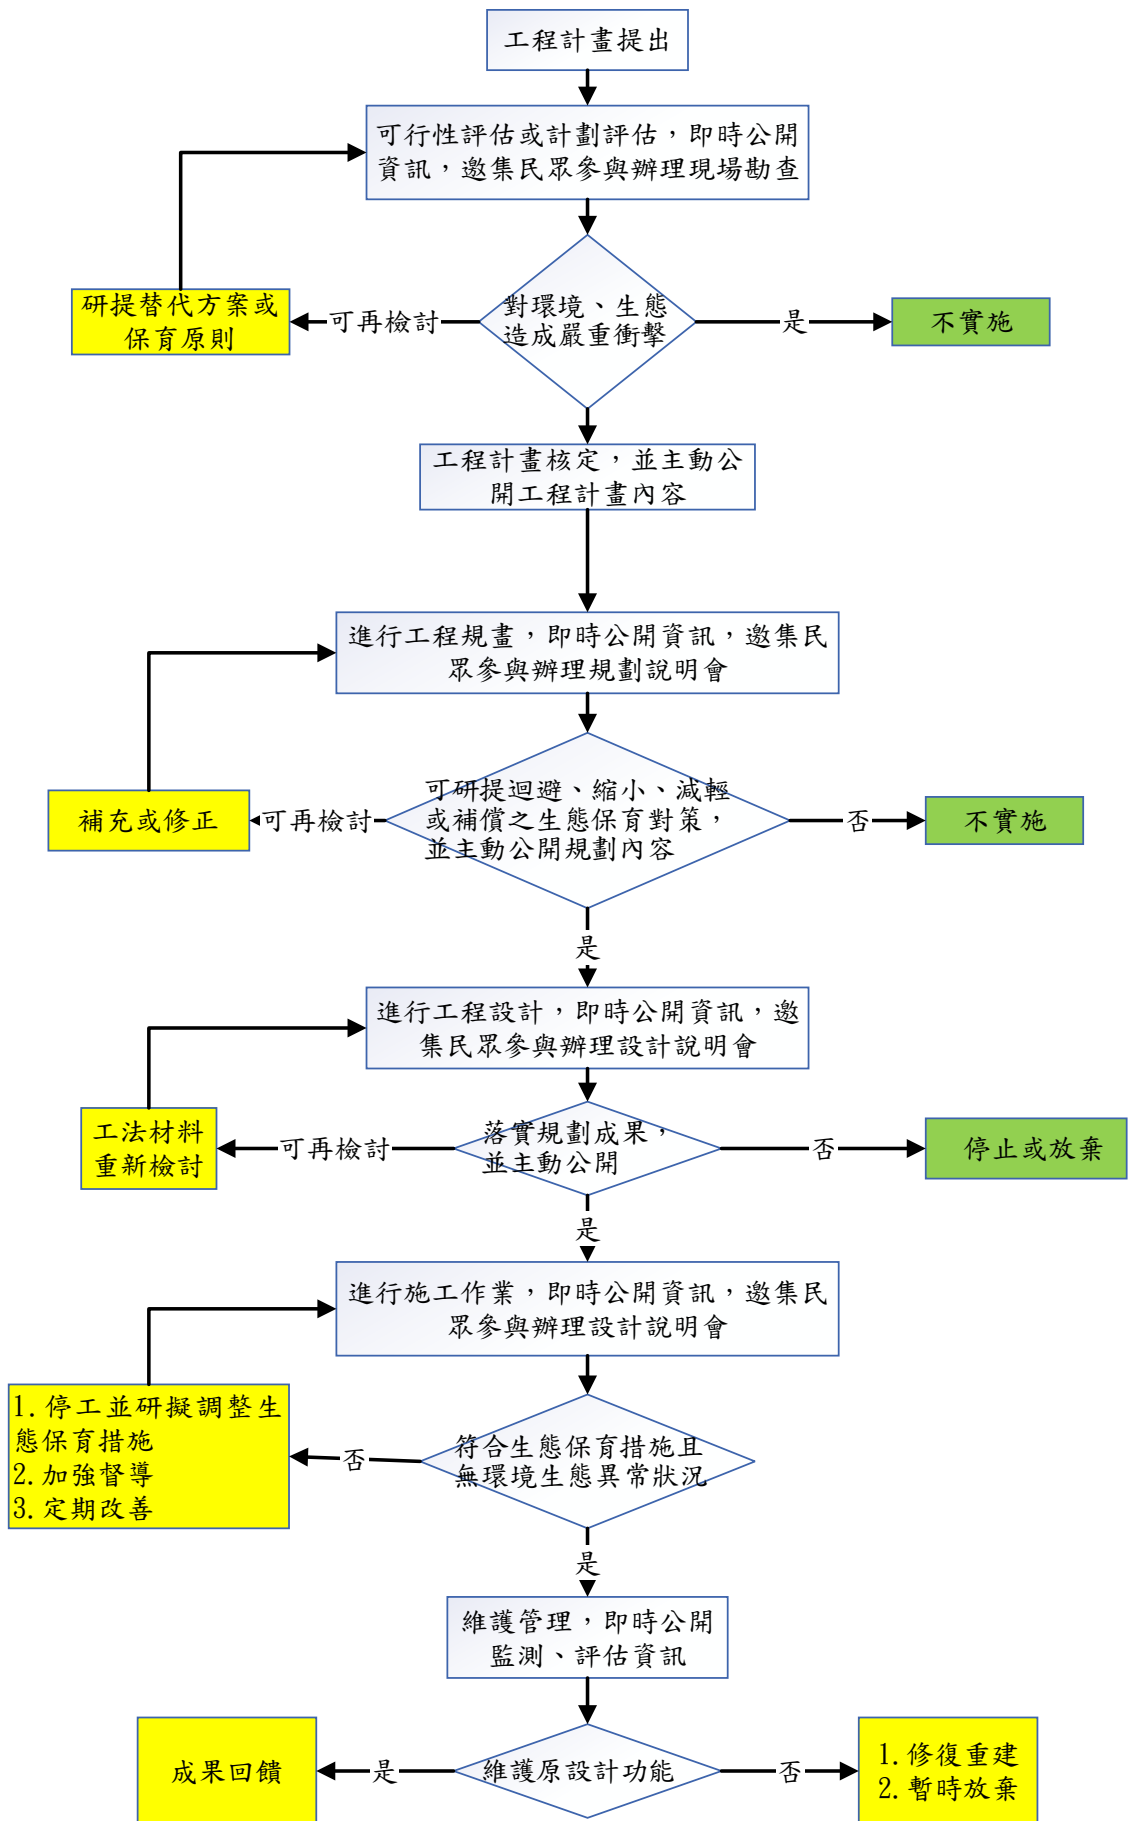 工程計畫提出
可行性評估或計劃評估，即時公開
資訊，邀集民眾參與辦理現場勘查
對環境、生態
造成嚴重衝擊
可再檢討
研提替代方案或
保育原則
是
不實施
工程計畫核定，並主動公
開工程計畫內容
進行工程規畫，即時公開資訊，邀集民
眾參與辦理規劃說明會
可研提迴避、縮小、減輕
或補償之生態保育對策，
並主動公開規劃內容
可再檢討
補充或修正
否
不實施
是
進行工程設計，即時公開資訊，邀
集民眾參與辦理設計說明會
落實規劃成果，
並主動公開
可再檢討
工法材料
重新檢討
否
停止或放棄
是
進行施工作業，即時公開資訊，邀集民
眾參與辦理設計說明會
符合生態保育措施且
無環境生態異常狀況
否
1.停工並研擬調整生
態保育措施
2.加強督導
3.定期改善
是
維護管理，即時公開
監測、評估資訊
維護原設計功能
是
成果回饋
否
1.修復重建
2.暫時放棄